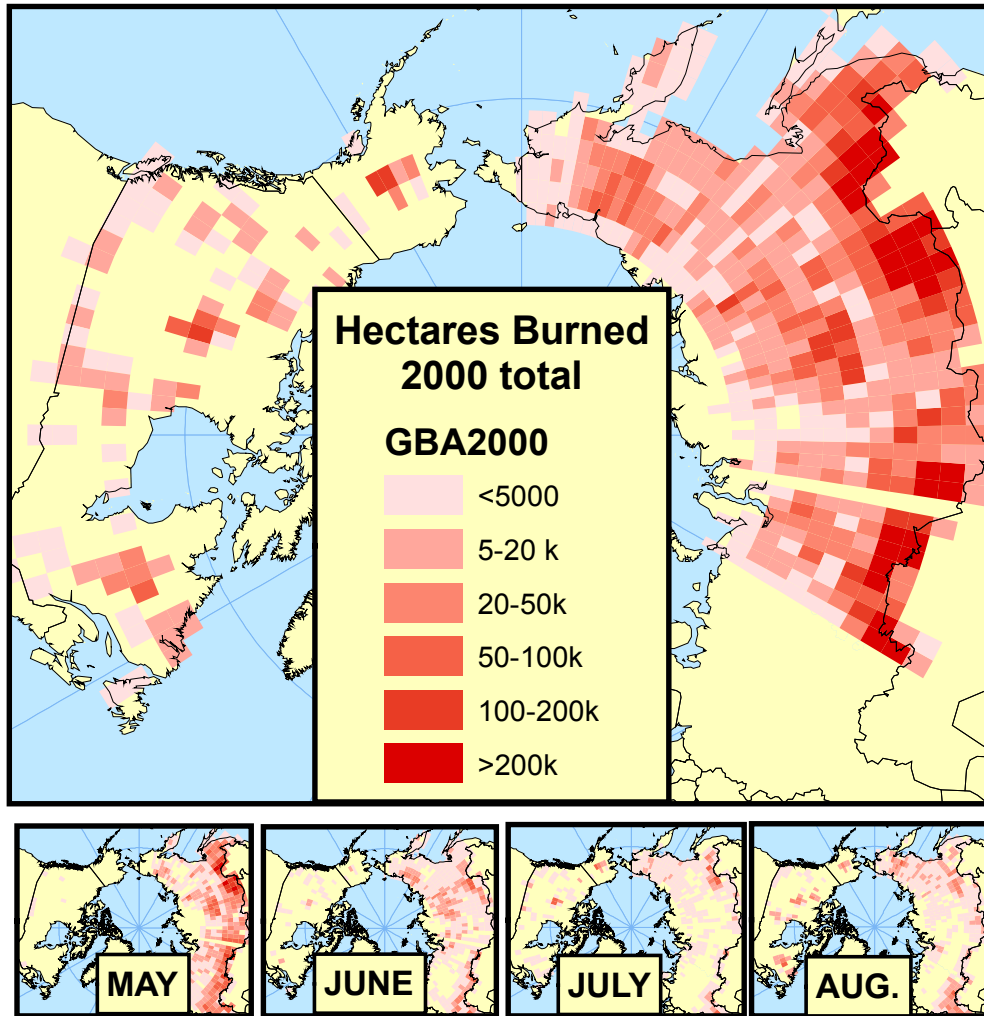 Hectares Burned
2000 total
GBA2000
<5000
5-20 k
20-50k
50-100k
100-200k
>200k
MAY
JUNE
JULY
AUG.